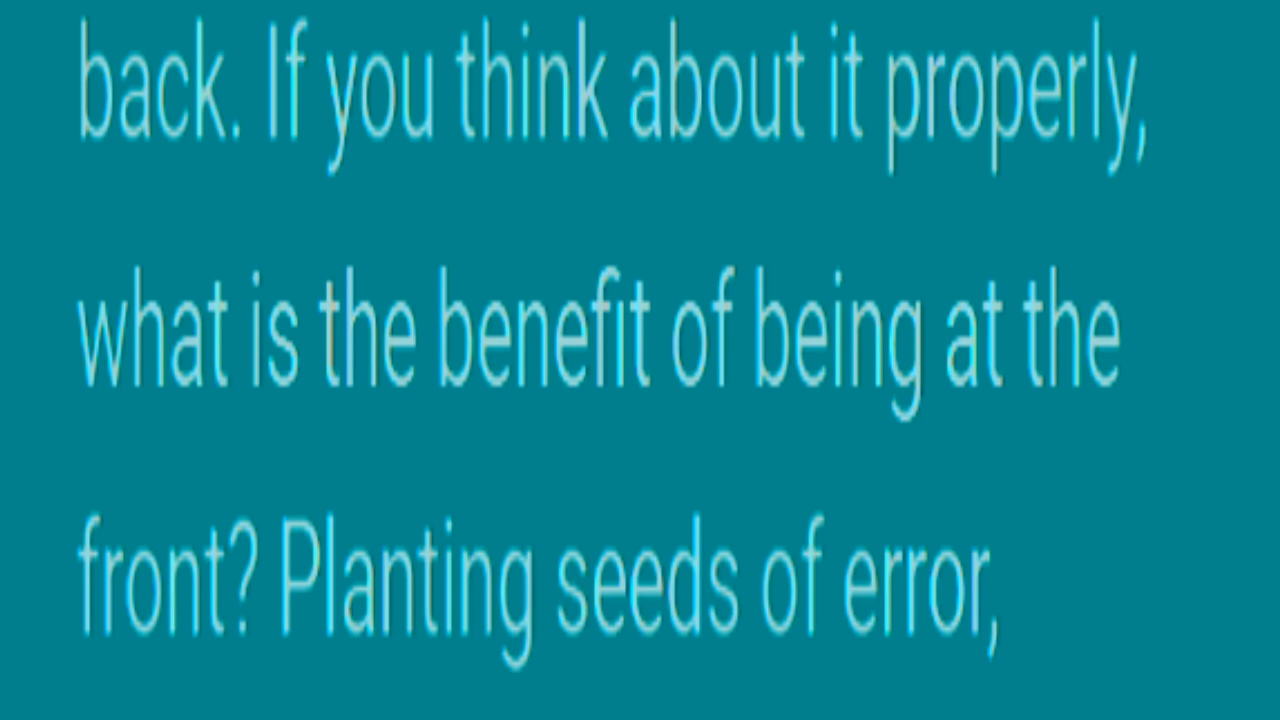 back. If you think about it properly,
what is the benefit of being at the
front? Planting seeds of error,